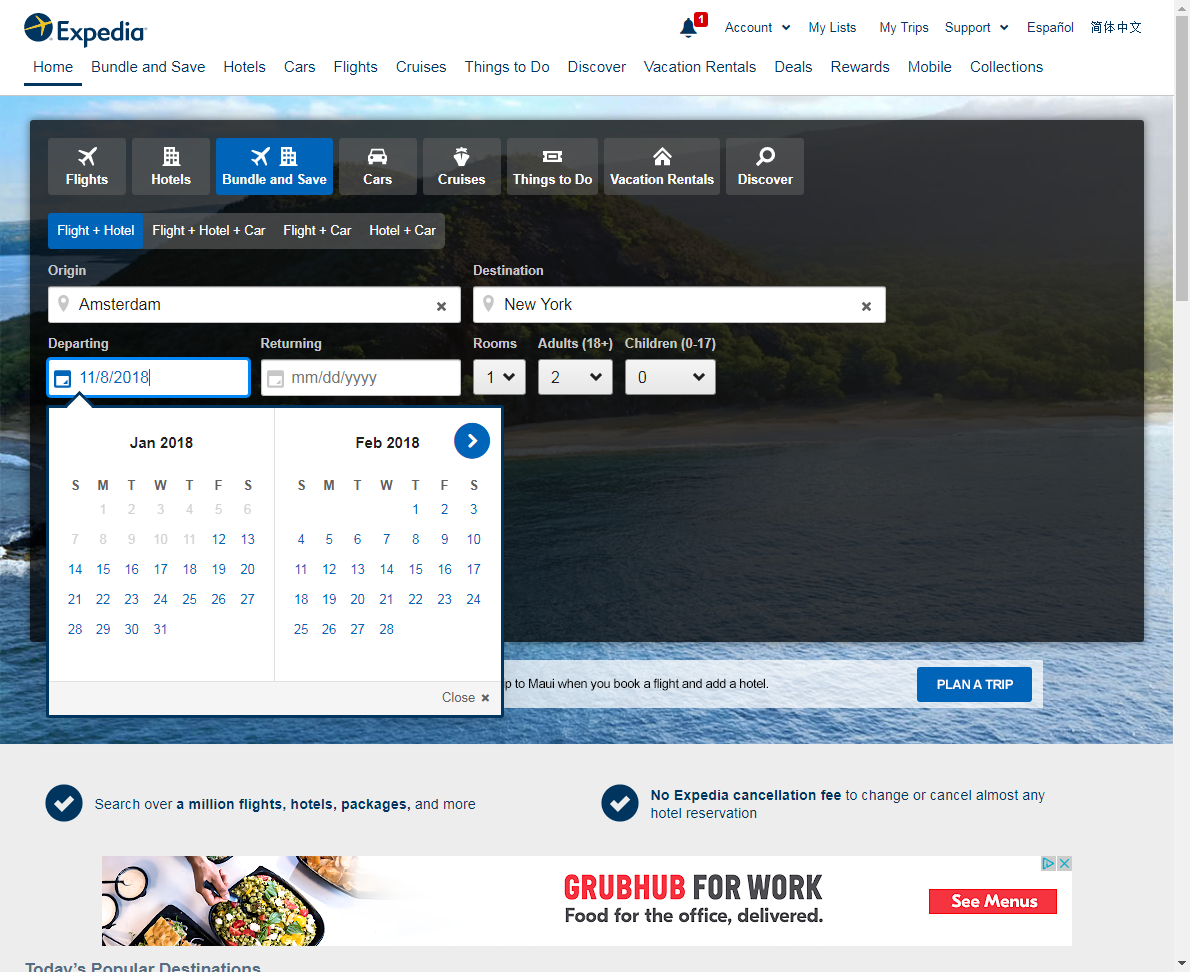 Expedia
1
Account
My Lists
My Trips
Support
Español
简体中文
Home
Bundle and Save
Hotels
Cars
Flights
Cruises
Things to Do
Discover
Vacation Rentals
Deals
Rewards
Mobile
Collections
Flights
Hotels
Bundle and Save
Cars
Cruises
Things to Do
Vacation Rentals
Discover
Flight + Hotel
Flight + Hotel + Car
Flight + Car
Hotel + Car
Origin
Destination
Amsterdam
New York
Departing
Returning
Rooms
Adults (18+)
Children (0-17)
11/8/2018
mm/dd/yyyy
1
2
0
Jan 2018
S M T W T F S
1 2 3 4 5 6
7 8 9 10 11 12 13
14 15 16 17 18 19 20
21 22 23 24 25 26 27
28 29 30 31
Feb 2018
S M T W T F S
1 2 3
4 5 6 7 8 9 10
11 12 13 14 15 16 17
18 19 20 21 22 23 24
25 26 27 28
Close
p to Maui when you book a flight and add a hotel.
PLAN A TRIP
Search over a million flights, hotels, packages, and more
No Expedia cancellation fee to change or cancel almost any
hotel reservation
GRUBHUB FOR WORK
Food for the office, delivered.
See Menus
Today's Popular Destinations